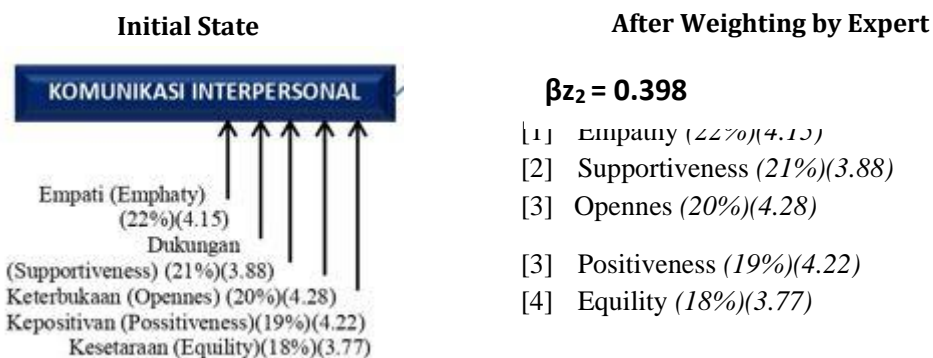 Initial State
After Weighting by Expert
KOMUNIKASI INTERPERSONAL
Empati (Emphaty)
(22%)(4.15)
Dukungan
(Supportiveness) (21%)(3.88)
Keterbukaan (Opennes) (20%)(4.28)
Kepositivan (Possitiveness)(19%)(4.22)
Kesetaraan (Equility)(18%)(3.77)
βz₂ = 0.398
[1] Empathy (22%)(4.15)
[2] Supportiveness (21%)(3.88)
[3] Opennes (20%)(4.28)
[3] Positiveness (19%)(4.22)
[4] Equility (18%)(3.77)